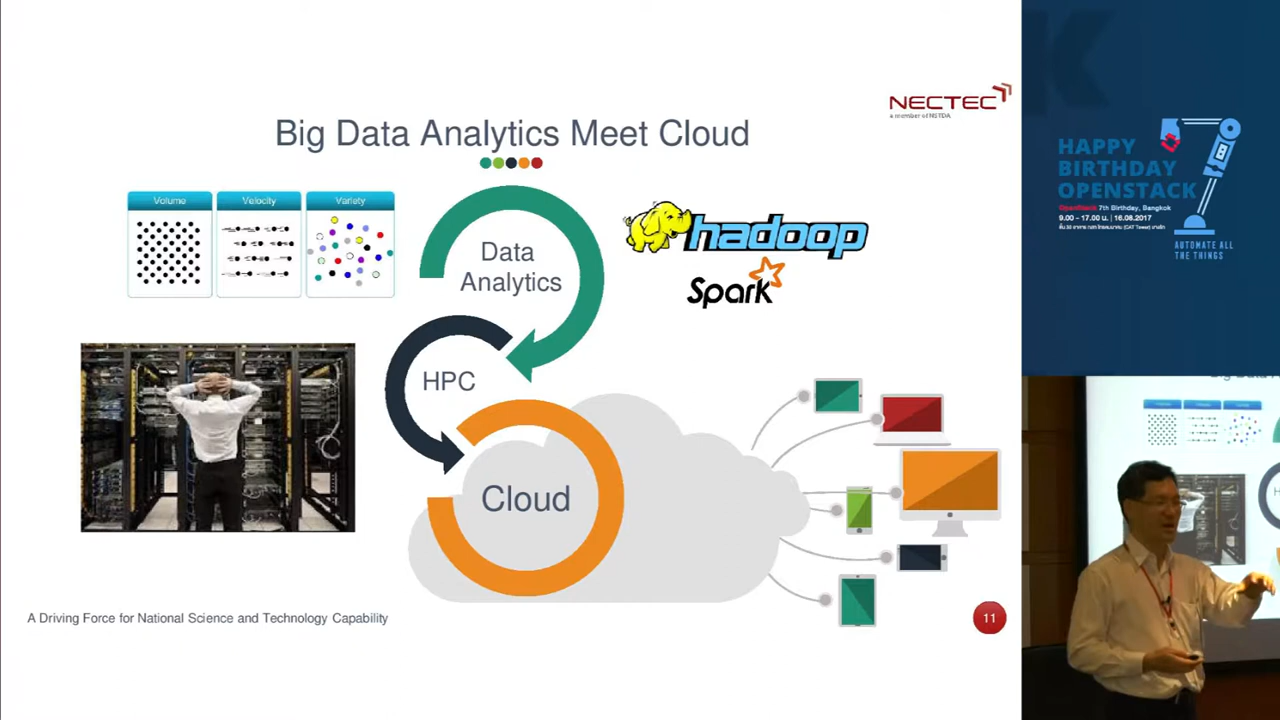 NECTEC
a member of NSTDA
Big Data Analytics Meet Cloud
Volume
Velocity
Variety
Data
Analytics
hadoop
Spark
HPC
Cloud
A Driving Force for National Science and Technology Capability
11
HAPPY
BIRTHDAY
OPENSTACK
OpenStack 7th Birthday, Bangkok
9.00 - 17.00 น. | 16.08.2017
AUTOMATE ALL
THE THINGS